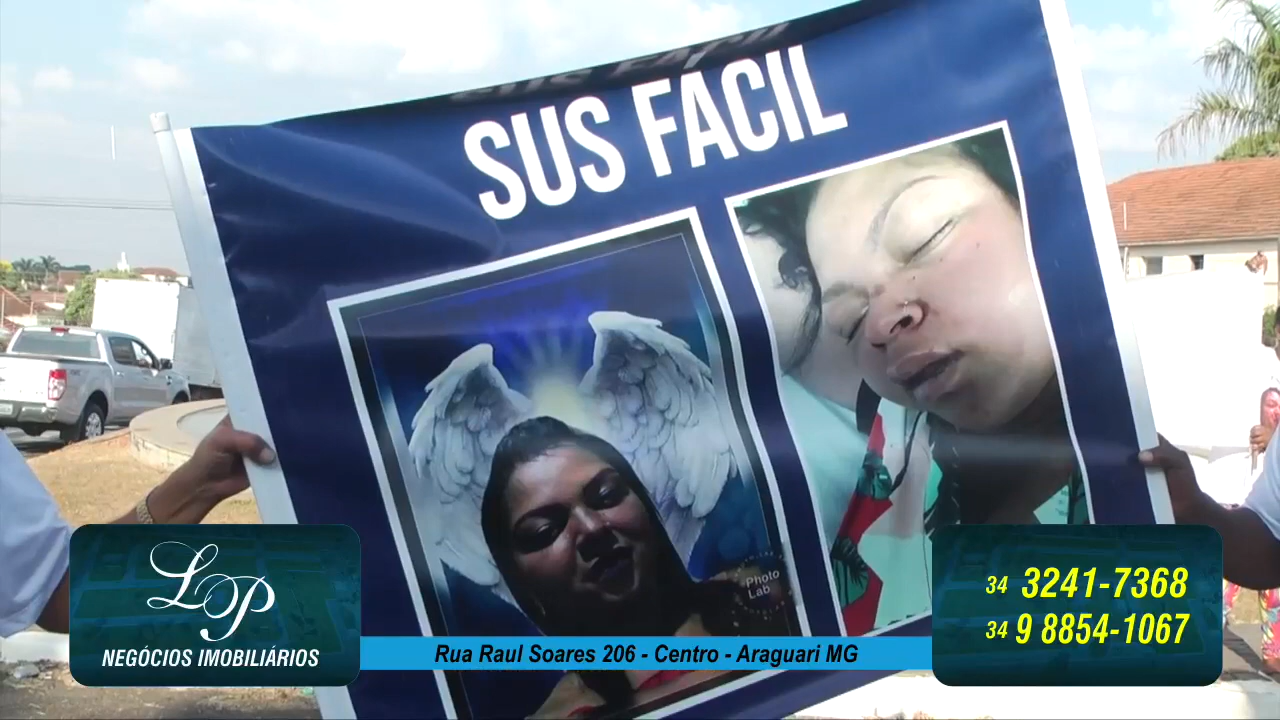 SUS FACIL
Photo
Lab
LP
NEGÓCIOS IMOBILIÁRIOS
Rua Raul Soares 206 - Centro - Araguari MG
34 3241-7368
34 9 8854-1067